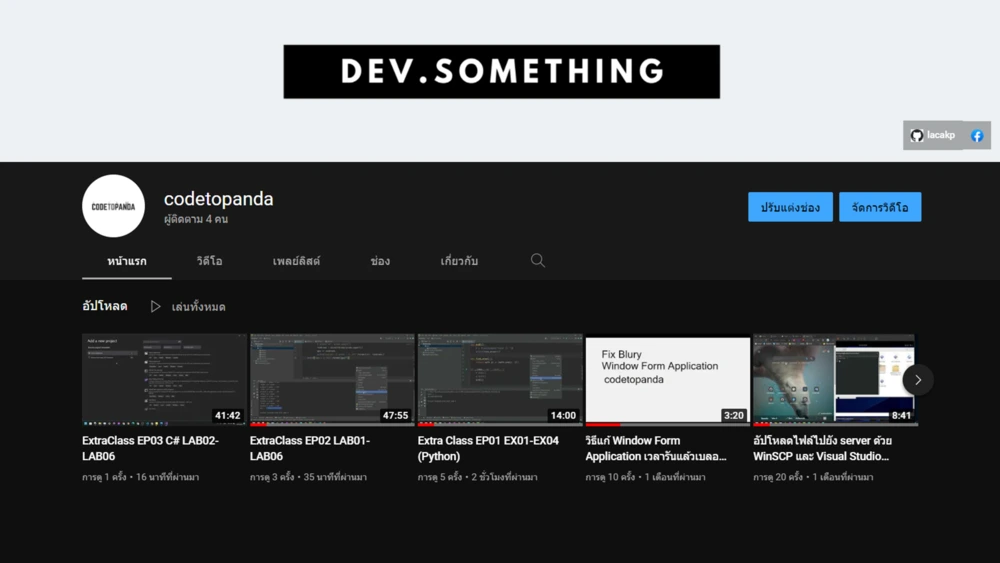 DEV.SOMETHING
lacakp
CODETOPANDA
codetopanda
ผู้ติดตาม 4 คน
ปรับแต่งช่อง
จัดการวิดีโอ
หน้าแรก
วิดีโอ
เพลย์ลิสต์
ช่อง
เกี่ยวกับ
อัปโหลด
เล่นทั้งหมด
Add a new project
41:42
ExtraClass EP03 C# LAB02-
LAB06
การดู 1 ครั้ง • 16 นาทีที่ผ่านมา
47:55
ExtraClass EP02 LAB01-
LAB06
การดู 3 ครั้ง • 35 นาทีที่ผ่านมา
14:00
Extra Class EP01 EX01-EX04
(Python)
การดู 5 ครั้ง • 2 ชั่วโมงที่ผ่านมา
Fix Blury
Window Form Application
codetopanda
3:20
วิธีแก้ Window Form
Application เวลารันแล้วเบลอ...
การดู 10 ครั้ง • 1 เดือนที่ผ่านมา
8:41
อัปโหลดไฟล์ไปยัง server ด้วย
WinSCP และ Visual Studio...
การดู 20 ครั้ง • 1 เดือนที่ผ่านมา